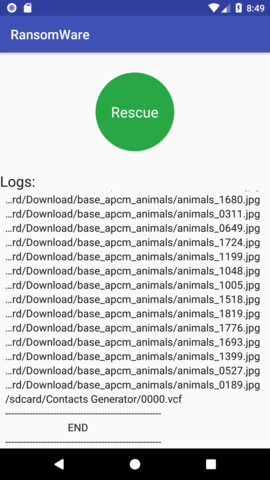 8:49
RansomWare
Rescue
Logs:
...rd/Download/base_apcm_animals/animals_1680.jpg
...rd/Download/base_apcm_animals/animals_0311.jpg
...rd/Download/base_apcm_animals/animals_0649.jpg
...rd/Download/base_apcm_animals/animals_1724.jpg
...rd/Download/base_apcm_animals/animals_1199.jpg
...rd/Download/base_apcm_animals/animals_1048.jpg
...rd/Download/base_apcm_animals/animals_1005.jpg
...rd/Download/base_apcm_animals/animals_1518.jpg
...rd/Download/base_apcm_animals/animals_1819.jpg
...rd/Download/base_apcm_animals/animals_1776.jpg
...rd/Download/base_apcm_animals/animals_1693.jpg
...rd/Download/base_apcm_animals/animals_1399.jpg
...rd/Download/base_apcm_animals/animals_0527.jpg
...rd/Download/base_apcm_animals/animals_0189.jpg
/sdcard/Contacts Generator/0000.vcf
----------------------------------------------------
END
----------------------------------------------------